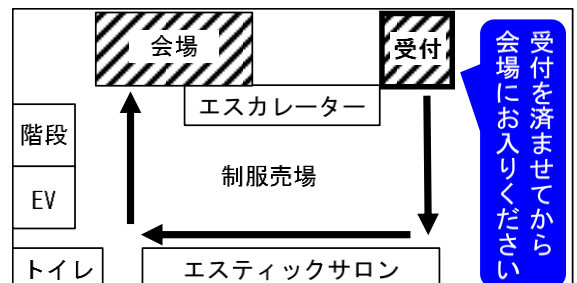 会場
受付
エスカレーター
階段
制服売場
EV
トイレ
エスティックサロン
受付を済ませてから
会場にお入りください